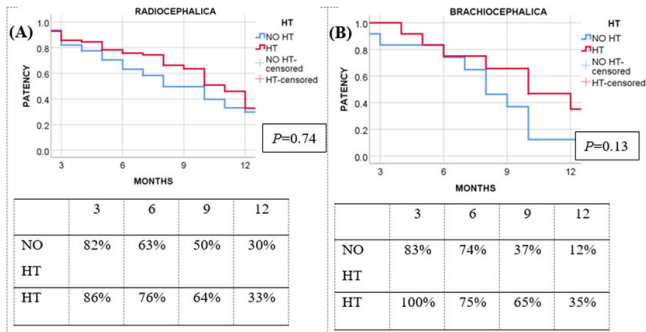 (A)
RADIOCEPHALICA
HT
NO HT
HT
NO HT-
censored
HT-censored
PATENCY
1.0
0.8
0.6
0.4
0.2
0.0
3 6 9 12
MONTHS
P=0.74
3 6 9 12
NO HT 82% 63% 50% 30%
HT 86% 76% 64% 33%
(B)
BRACHIOCEPHALICA
HT
NO HT
HT
NO HT-
censored
HT-censored
PATENCY
1.0
0.8
0.6
0.4
0.2
0.0
3 6 9 12
MONTHS
P=0.13
3 6 9 12
NO HT 83% 74% 37% 12%
HT 100% 75% 65% 35%